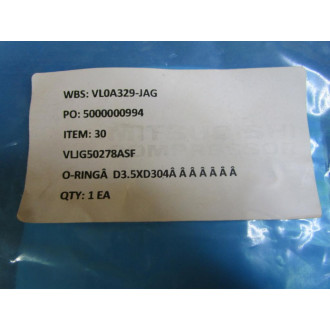 WBS: VL0A329-JAG
PO: 5000000994
ITEM: 30
VLJG50278ASF
O-RINGÂ D3.5XD304Â Â Â Â Â Â Â
QTY: 1 EA